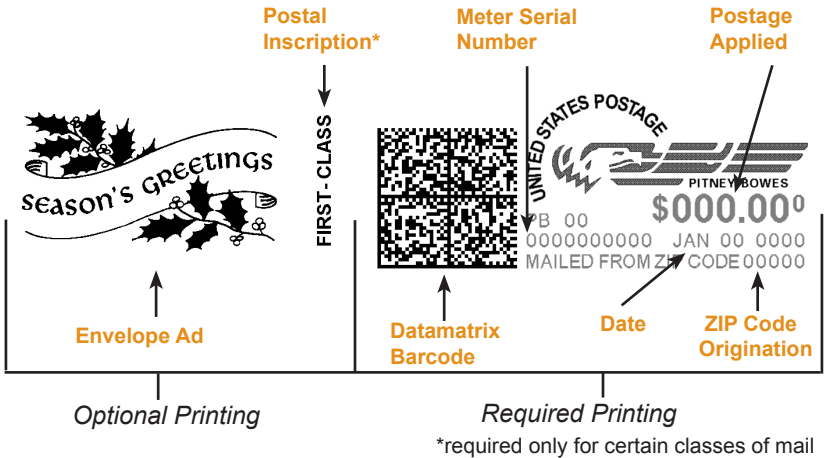 Postal
Inscription*
Meter Serial
Number
Postage
Applied
SEASON'S GREETINGS
FIRST-CLASS
UNITED STATES POSTAGE
PITNEY BOWES
$000.00⁰
PB 00
0000000000 JAN 00 0000
MAILED FROM ZIP CODE 00000
Envelope Ad
Datamatrix
Barcode
Date
ZIP Code
Origination
Optional Printing
Required Printing
*required only for certain classes of mail